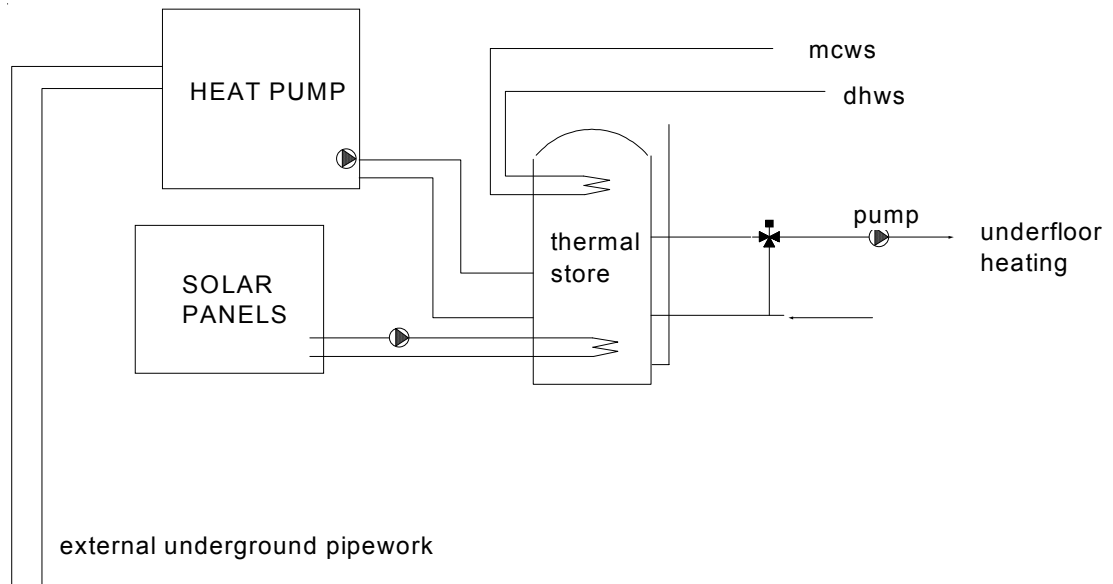 mcws
HEAT PUMP
dhws
pump
thermal
store
underfloor
heating
SOLAR
PANELS
external underground pipework